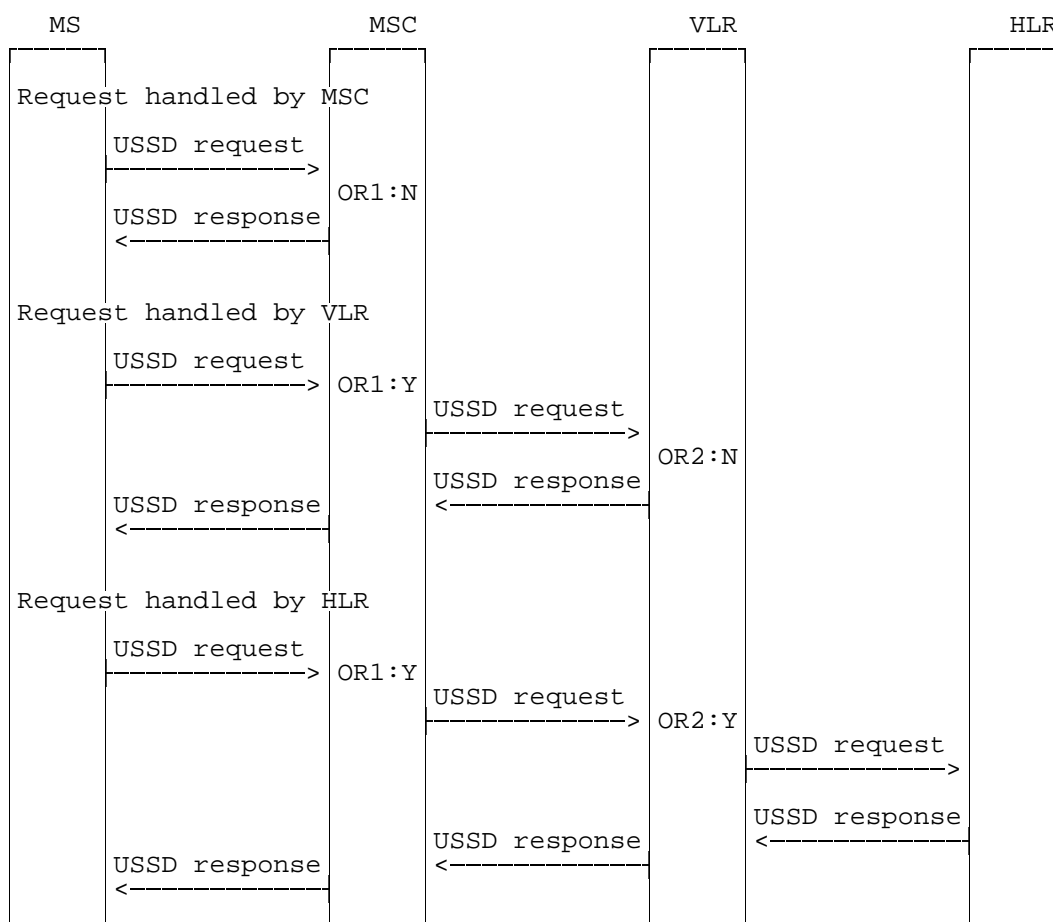 MS MSC VLR HLR
Request handled by MSC
USSD request
OR1:N
USSD response
Request handled by VLR
USSD request
OR1:Y
USSD request
OR2:N
USSD response
USSD response
Request handled by HLR
USSD request
OR1:Y
USSD request
OR2:Y
USSD request
USSD response
USSD response
USSD response